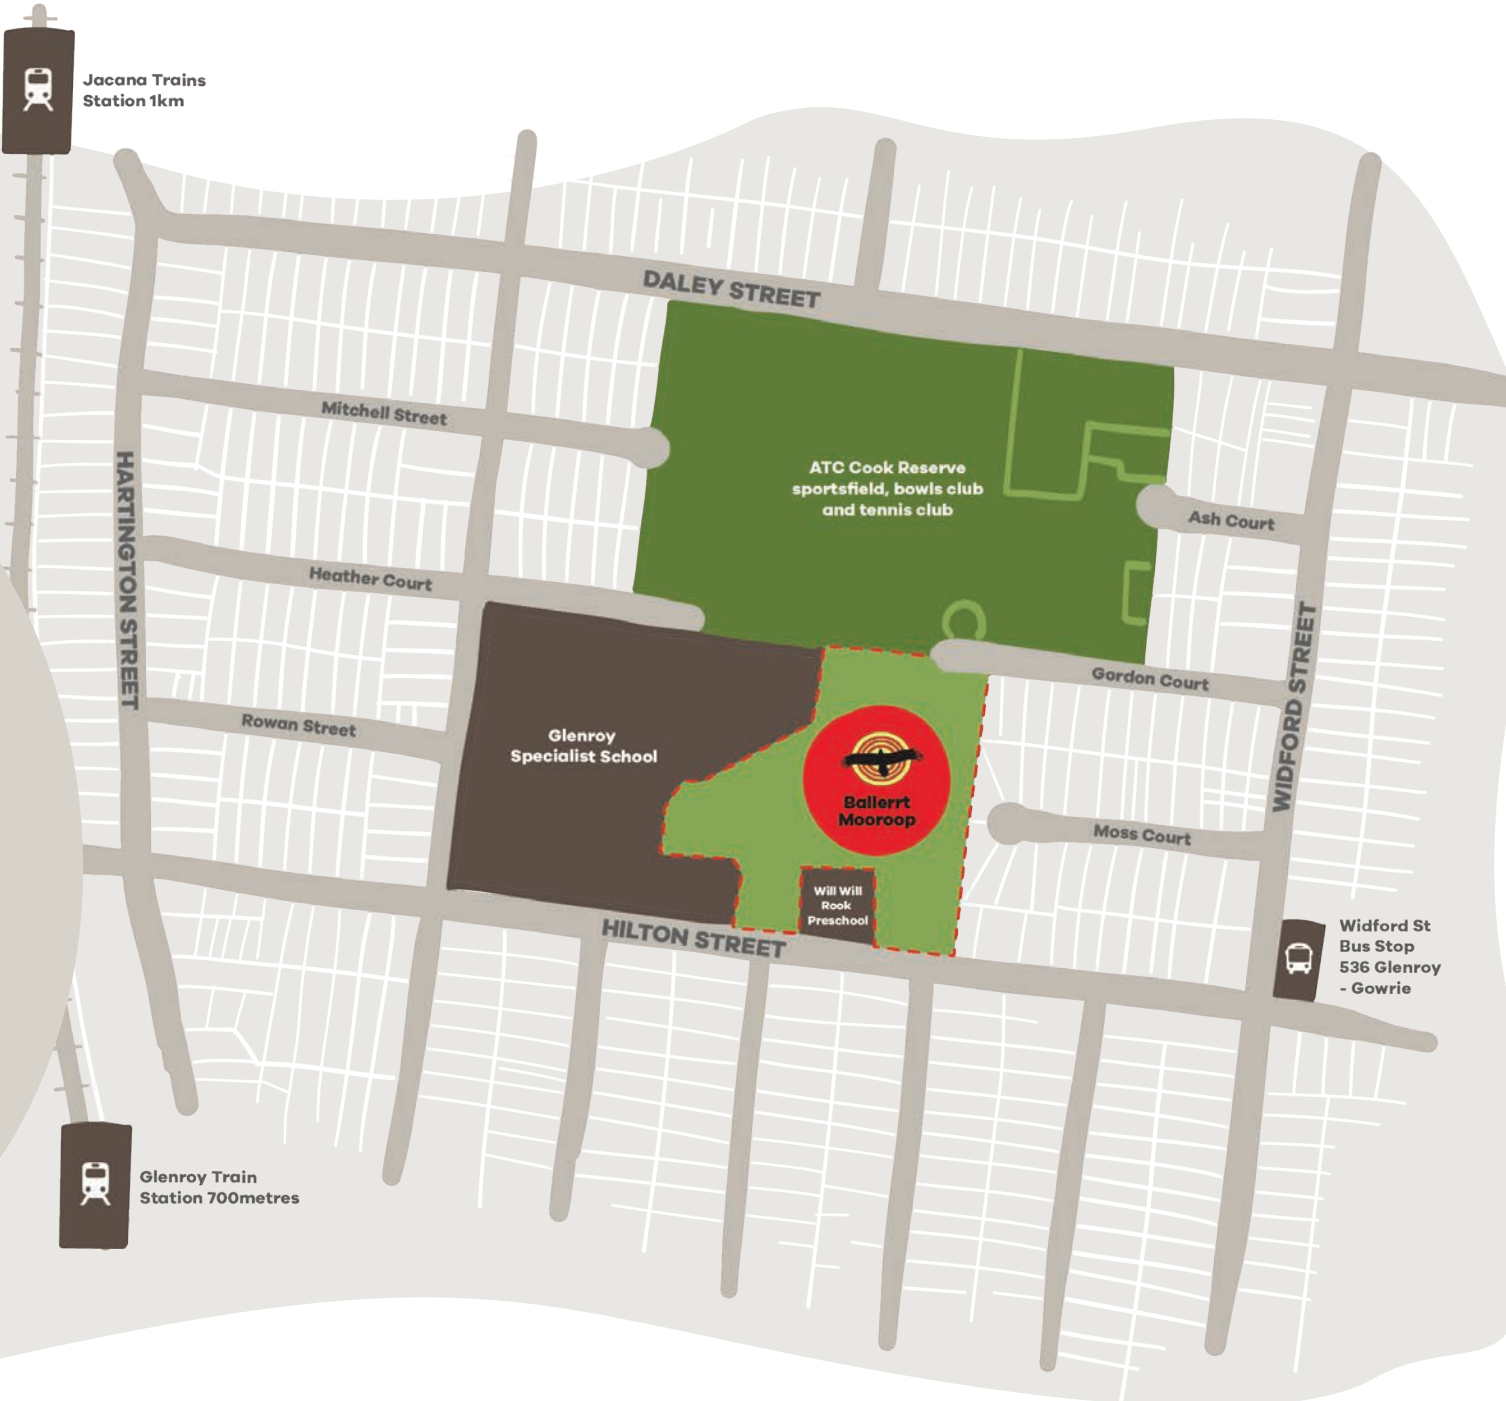 Jacana Trains
Station 1km
DALEY STREET
Mitchell Street
HARTINGTON STREET
ATC Cook Reserve
sportsfield, bowls club
and tennis club
Ash Court
Heather Court
WIDFORD STREET
Gordon Court
Rowan Street
Glenroy
Specialist School
Ballerrt
Mooroop
Moss Court
Will Will
Rook
Preschool
HILTON STREET
Widford St
Bus Stop
536 Glenroy
- Gowrie
Glenroy Train
Station 700metres